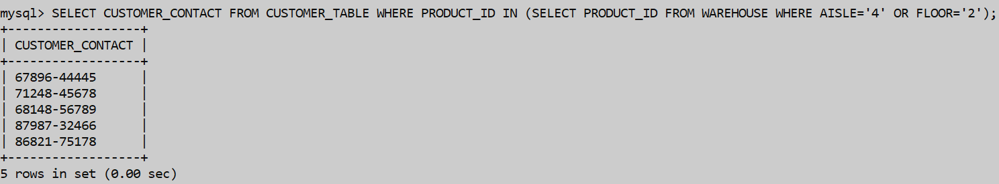 mysql> SELECT CUSTOMER_CONTACT FROM CUSTOMER_TABLE WHERE PRODUCT_ID IN (SELECT PRODUCT_ID FROM WAREHOUSE WHERE AISLE='4' OR FLOOR='2');
+------------------+
| CUSTOMER_CONTACT |
+------------------+
| 67896-44445      |
| 71248-45678      |
| 68148-56789      |
| 87987-32466      |
| 86821-75178      |
+------------------+
5 rows in set (0.00 sec)